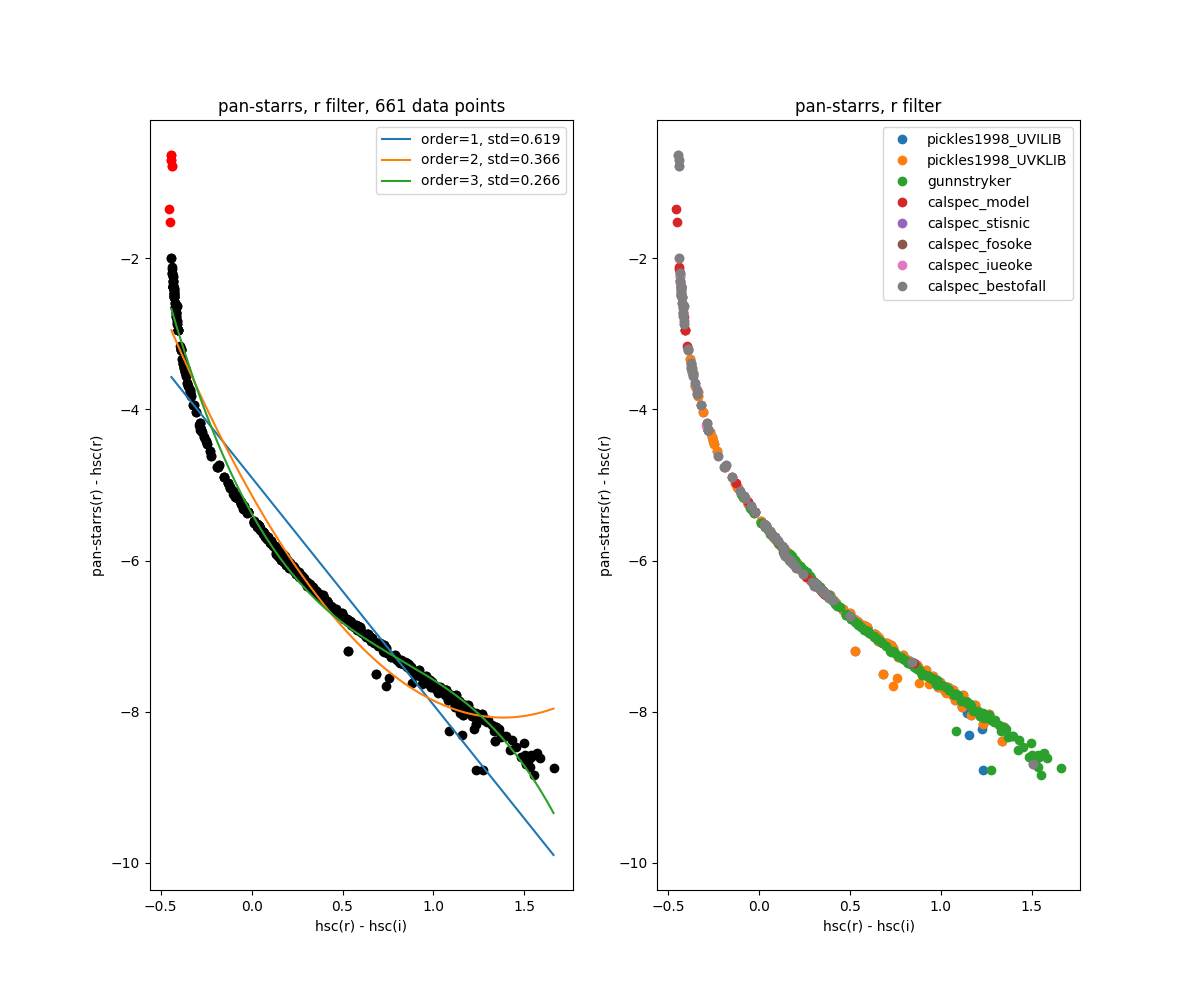 pan-starrs, r filter, 661 data points
order=1, std=0.619
order=2, std=0.366
order=3, std=0.266
−2
−4
−6
−8
−10
pan-starrs(r) - hsc(r)
−0.5 0.0 0.5 1.0 1.5
hsc(r) - hsc(i)
pan-starrs, r filter
pickles1998_UVILIB
pickles1998_UVKLIB
gunnstryker
calspec_model
calspec_stisnic
calspec_fosoke
calspec_iueoke
calspec_bestofall
−2
−4
−6
−8
−10
pan-starrs(r) - hsc(r)
−0.5 0.0 0.5 1.0 1.5
hsc(r) - hsc(i)